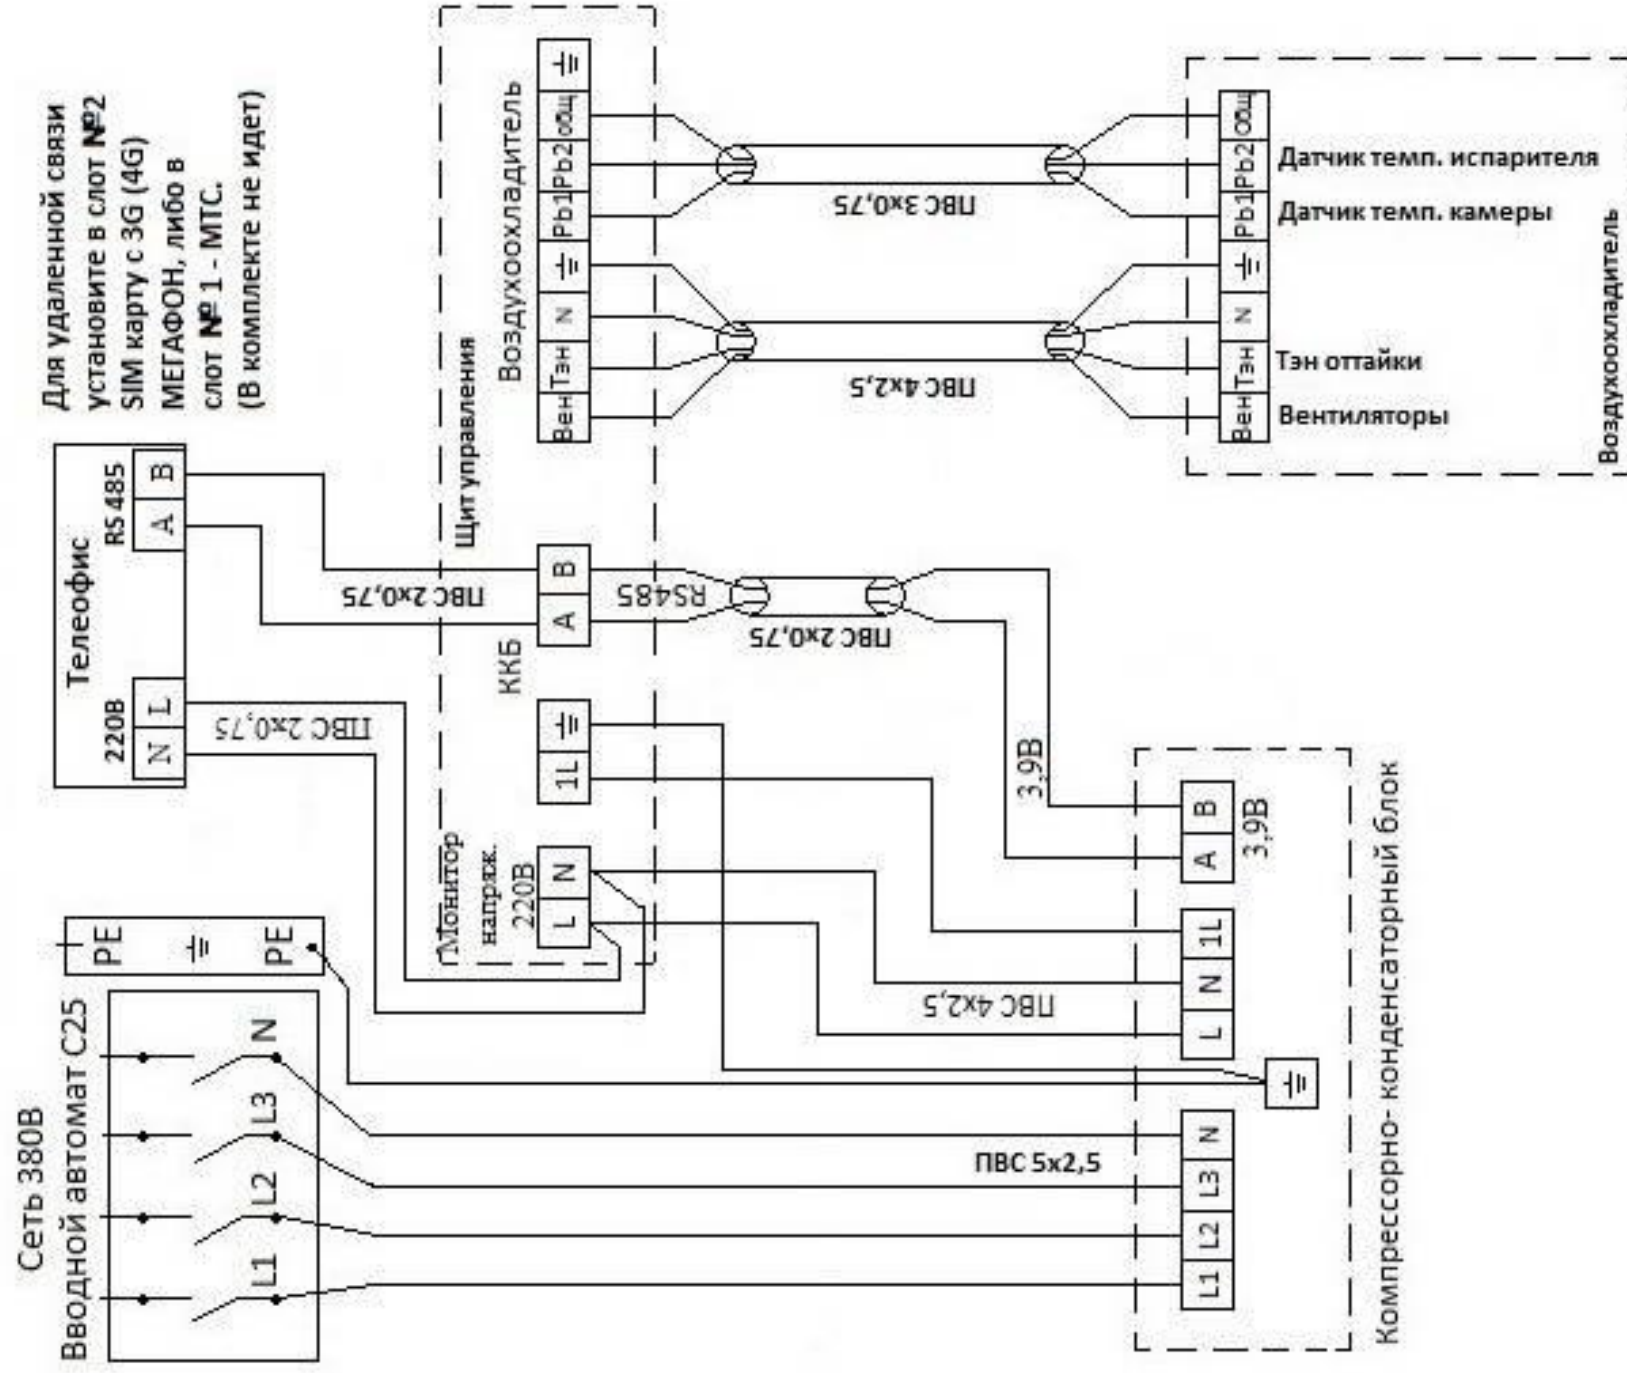 Сеть 380В
Вводной автомат С25
L1
L2
L3
N
PE
PE
Телеофис
220В
N
L
RS 485
A
B
Для удаленной связи
установите в слот №2
SIM карту с 3G (4G)
МЕГАФОН, либо в
слот № 1 - МТС.
(В комплекте не идет)
ПВС 2х0,75
ПВС 2х0,75
Щит управления
Монитор
напряж.
220В
L
N
1L
ККБ
A
B
RS485
Воздухоохладитель
Вен
Тэн
N
Pb1
Pb2
общ
ПВС 2х0,75
ПВС 4х2,5
ПВС 3х0,75
ПВС 4х2,5
ПВС 5х2,5
3,9В
L1
L2
L3
N
L
N
1L
A
B
3,9В
Компрессорно- конденсаторный блок
Вен
Тэн
N
Pb1
Pb2
общ
Вентиляторы
Тэн оттайки
Датчик темп. камеры
Датчик темп. испарителя
Воздухоохладитель